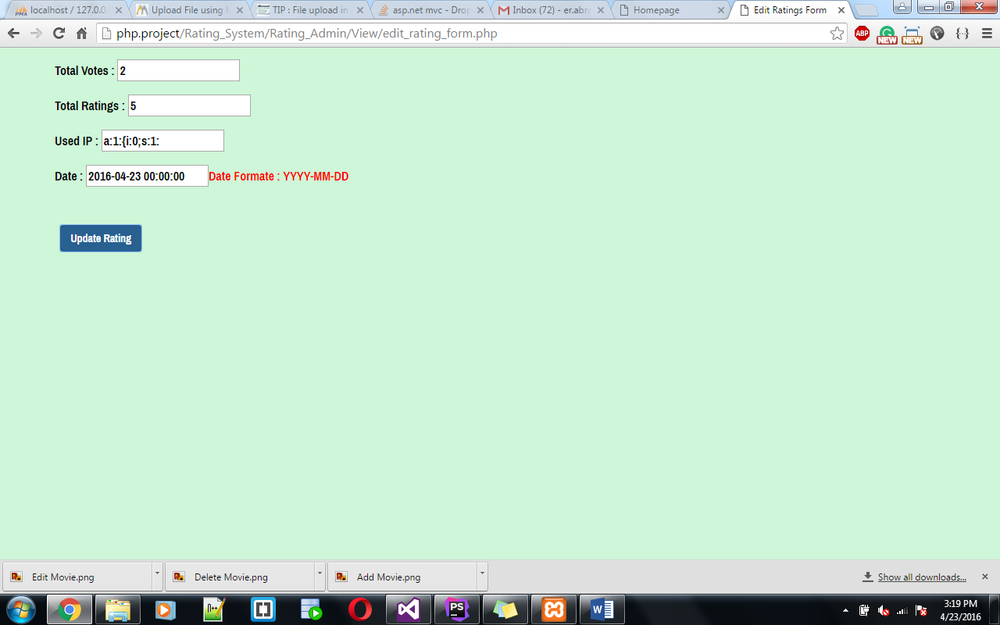 localhost / 127.0.0.
Upload File using M
TIP : File upload in
asp.net mvc - Drop
Inbox (72) - er.abra
Homepage
Edit Ratings Form
php.project/Rating_System/Rating_Admin/View/edit_rating_form.php
ABP
NEW
NEW
Total Votes : 2
Total Ratings : 5
Used IP : a:1:{i:0;s:1:
Date : 2016-04-23 00:00:00 Date Formate : YYYY-MM-DD
Update Rating
Edit Movie.png
Delete Movie.png
Add Movie.png
Show all downloads...
PS
3:19 PM
4/23/2016